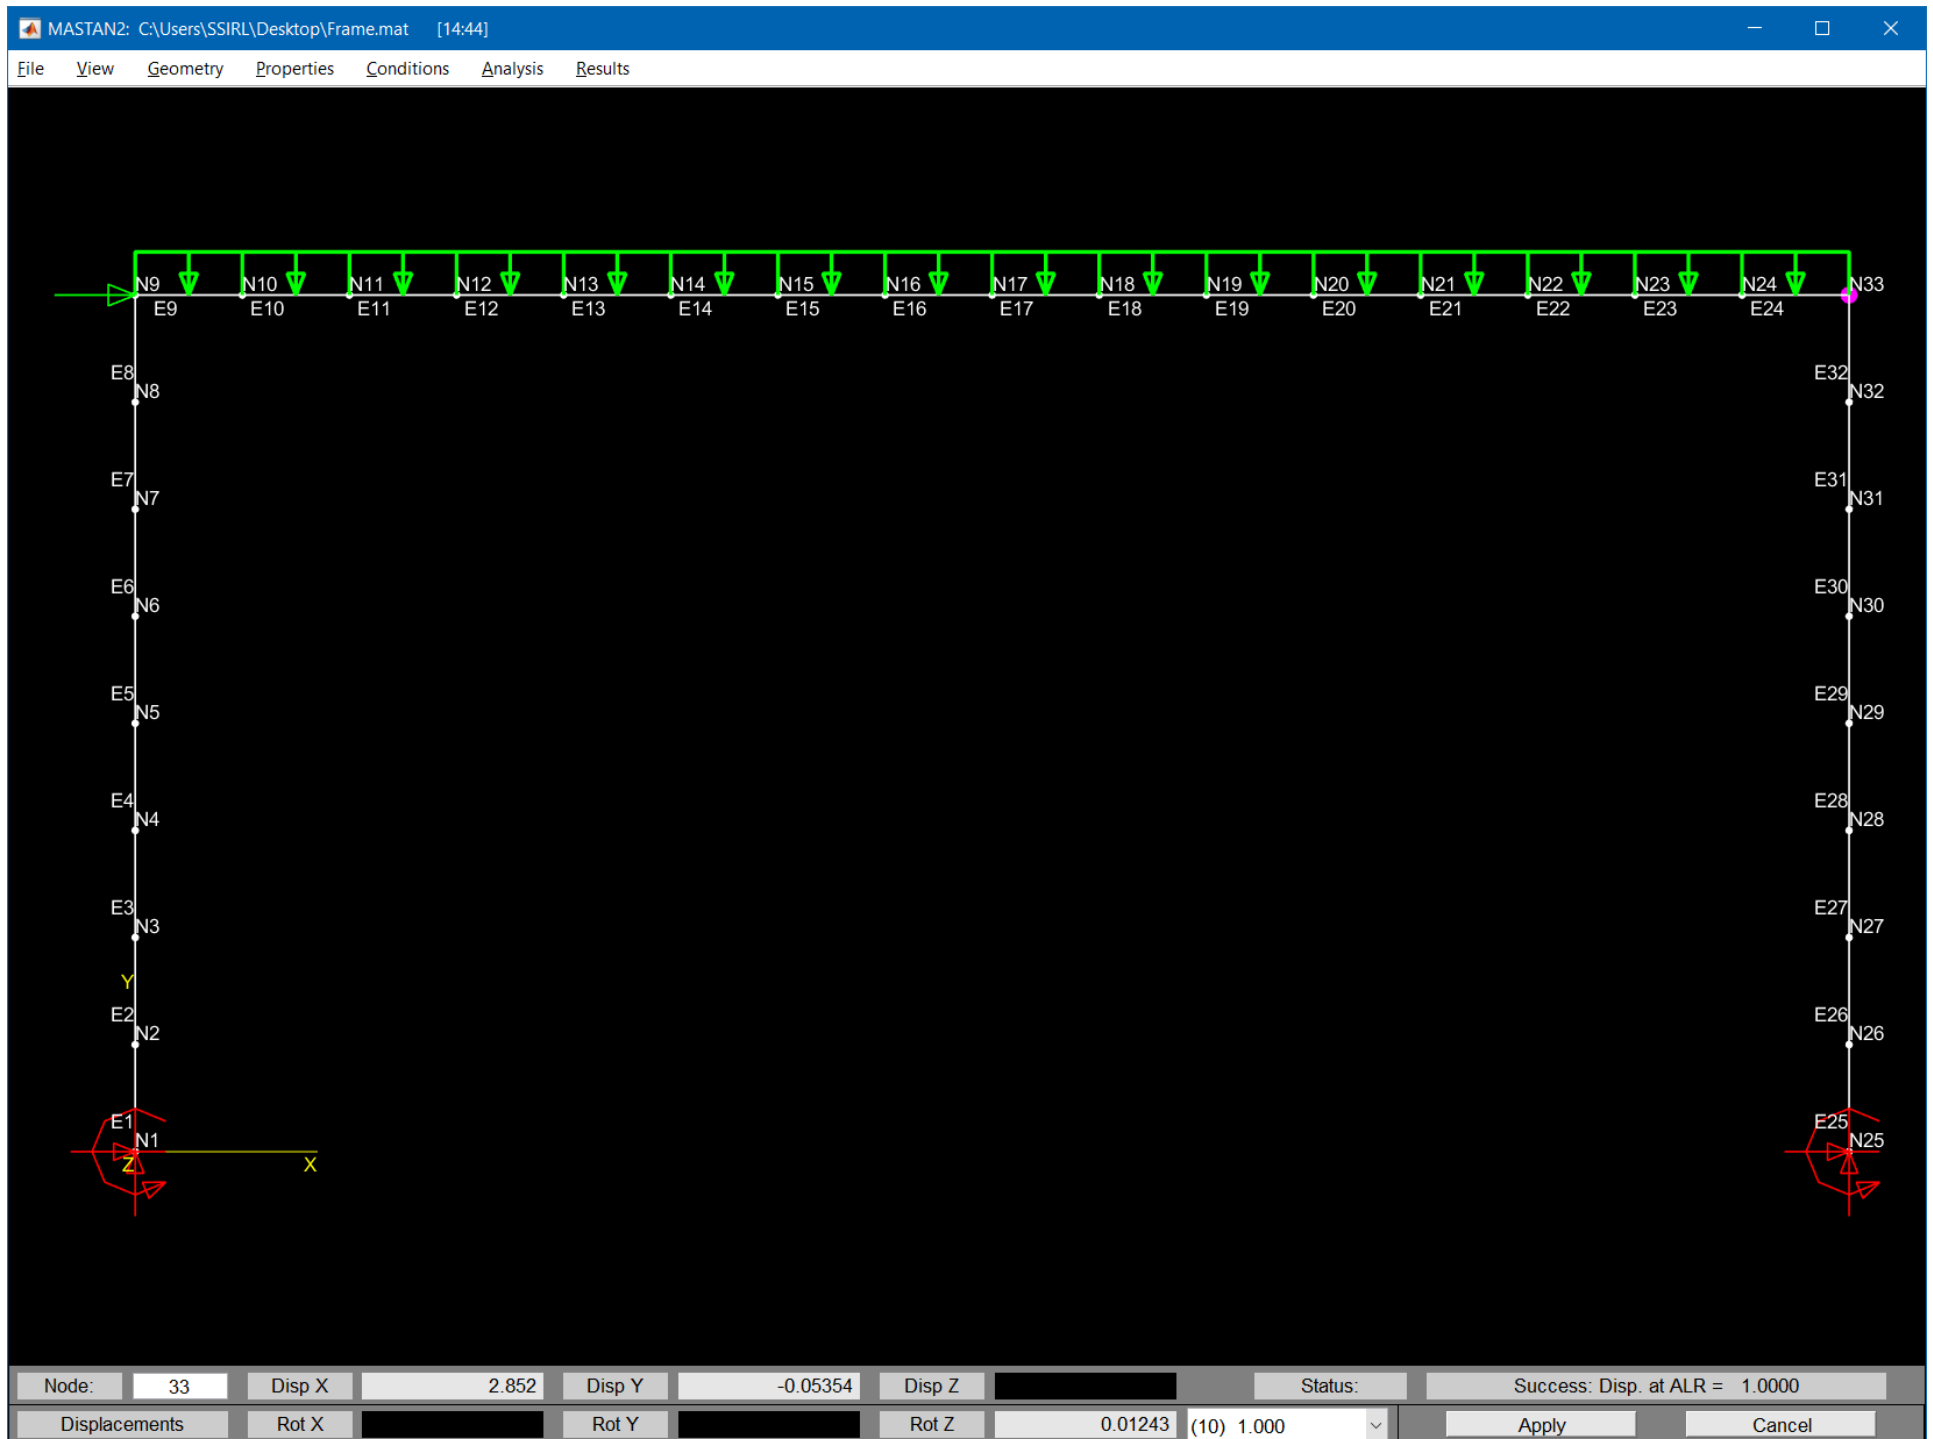 MASTAN2: C:\Users\SSIRL\Desktop\Frame.mat [14:44]
File View Geometry Properties Conditions Analysis Results
N9 N10 N11 N12 N13 N14 N15 N16 N17 N18 N19 N20 N21 N22 N23 N24 N33
E9 E10 E11 E12 E13 E14 E15 E16 E17 E18 E19 E20 E21 E22 E23 E24
E8 E32
N8 N32
E7 E31
N7 N31
E6 E30
N6 N30
E5 E29
N5 N29
E4 E28
N4 N28
E3 E27
N3 N27
Y
E2 E26
N2 N26
E1 E25
N1 N25
Z X
Node: 33 Disp X 2.852 Disp Y -0.05354 Disp Z Status: Success: Disp. at ALR = 1.0000
Displacements Rot X Rot Y Rot Z 0.01243 (10) 1.000 Apply Cancel